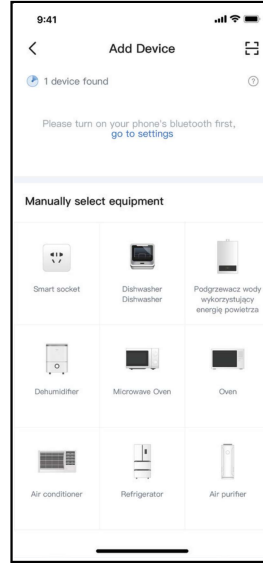 9:41
Add Device
1 device found
Please turn on your phone's bluetooth first,
go to settings
Manually select equipment
Smart socket
Dishwasher
Dishwasher
Podgrzewacz wody
wykorzystujący
energię powietrza
Dehumidifier
Microwave Oven
Oven
Air conditioner
Refrigerator
Air purifier